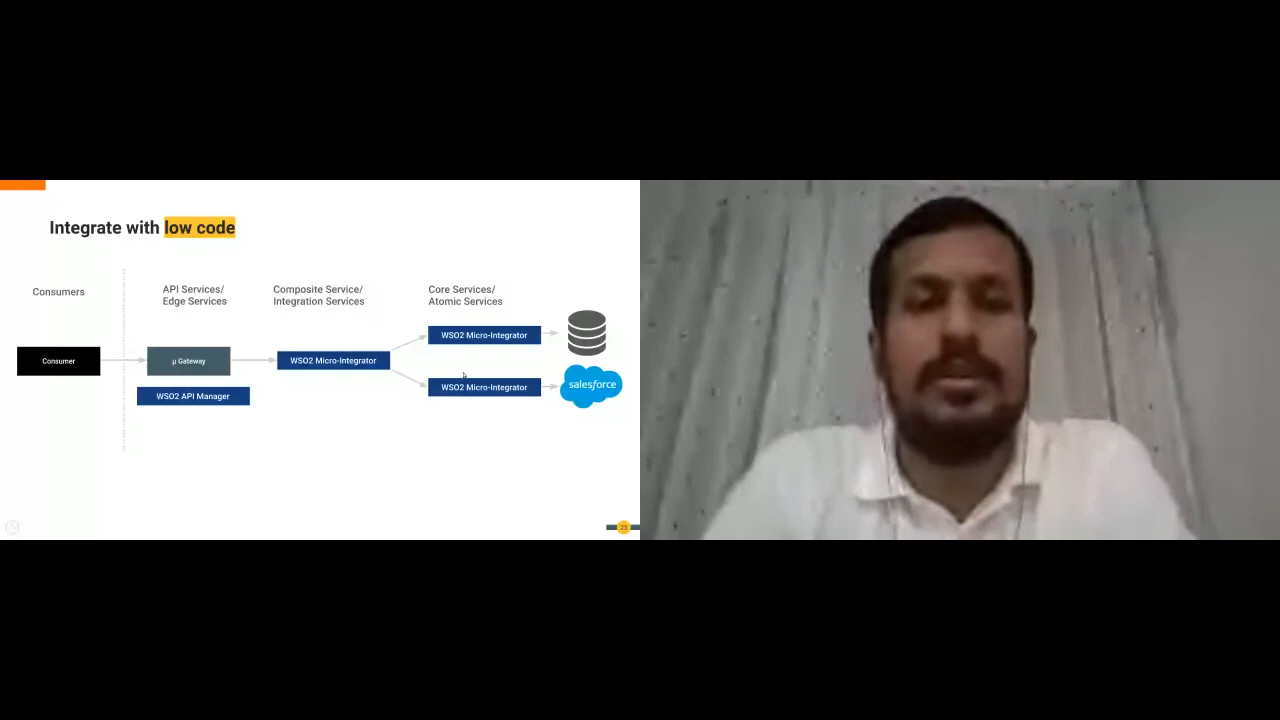 Integrate with low code
Consumers
API Services/
Edge Services
Composite Service/
Integration Services
Core Services/
Atomic Services
Consumer
µ Gateway
WSO2 API Manager
WSO2 Micro-Integrator
WSO2 Micro-Integrator
WSO2 Micro-Integrator
salesforce